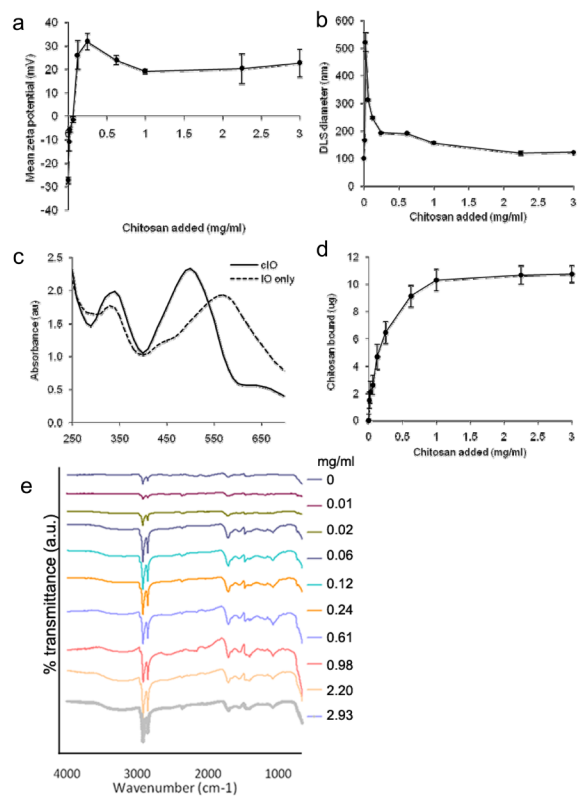 a
Mean zeta potential (mV)
40
30
20
10
0
-10
-20
-30
-40
0.5
1
1.5
2
2.5
3
Chitosan added (mg/ml)
b
DLS diameter (nm)
600
500
400
300
200
100
0
0 0.5 1 1.5 2 2.5 3
Chitosan added (mg/ml)
c
cIO
IO only
Absorbance (au)
2.5
2.0
1.5
1.0
0.5
0.0
250 350 450 550 650
d
Chitosan bound (ug)
12
10
8
6
4
2
0
0 0.5 1 1.5 2 2.5 3
Chitosan added (mg/ml)
e
% transmittance (a.u.)
mg/ml
0
0.01
0.02
0.06
0.12
0.24
0.61
0.98
2.20
2.93
4000 3000 2000 1000
Wavenumber (cm-1)